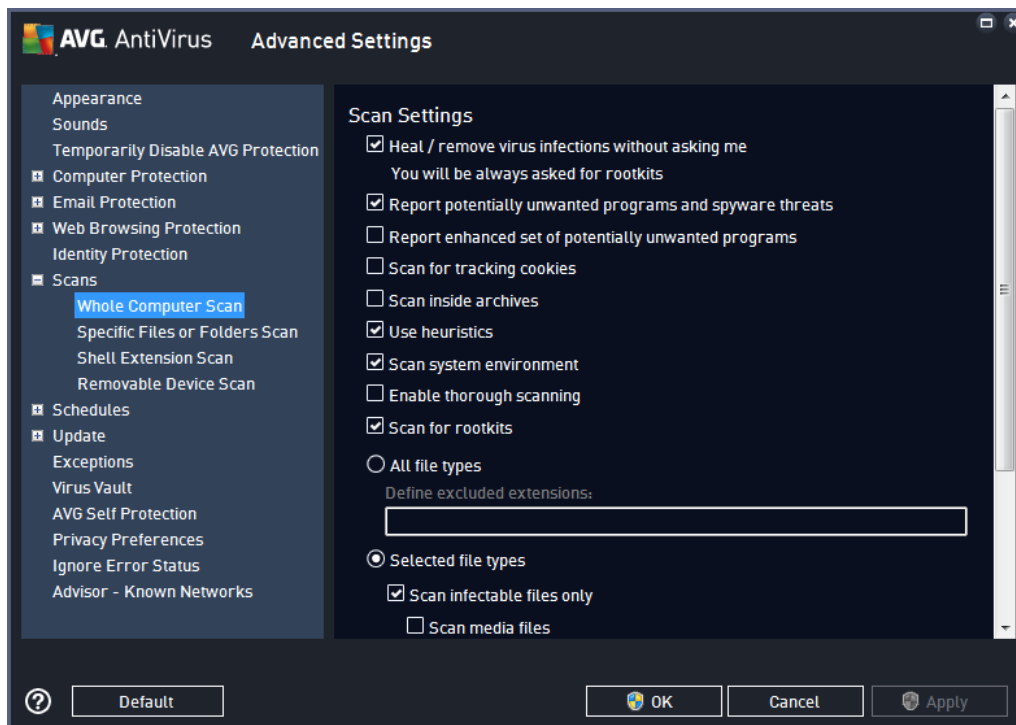 AVG. AntiVirus Advanced Settings
Appearance
Sounds
Temporarily Disable AVG Protection
Computer Protection
Email Protection
Web Browsing Protection
Identity Protection
Scans
Whole Computer Scan
Specific Files or Folders Scan
Shell Extension Scan
Removable Device Scan
Schedules
Update
Exceptions
Virus Vault
AVG Self Protection
Privacy Preferences
Ignore Error Status
Advisor - Known Networks
Scan Settings
Heal / remove virus infections without asking me
You will be always asked for rootkits
Report potentially unwanted programs and spyware threats
Report enhanced set of potentially unwanted programs
Scan for tracking cookies
Scan inside archives
Use heuristics
Scan system environment
Enable thorough scanning
Scan for rootkits
All file types
Define excluded extensions:
Selected file types
Scan infectable files only
Scan media files
? Default OK Cancel Apply